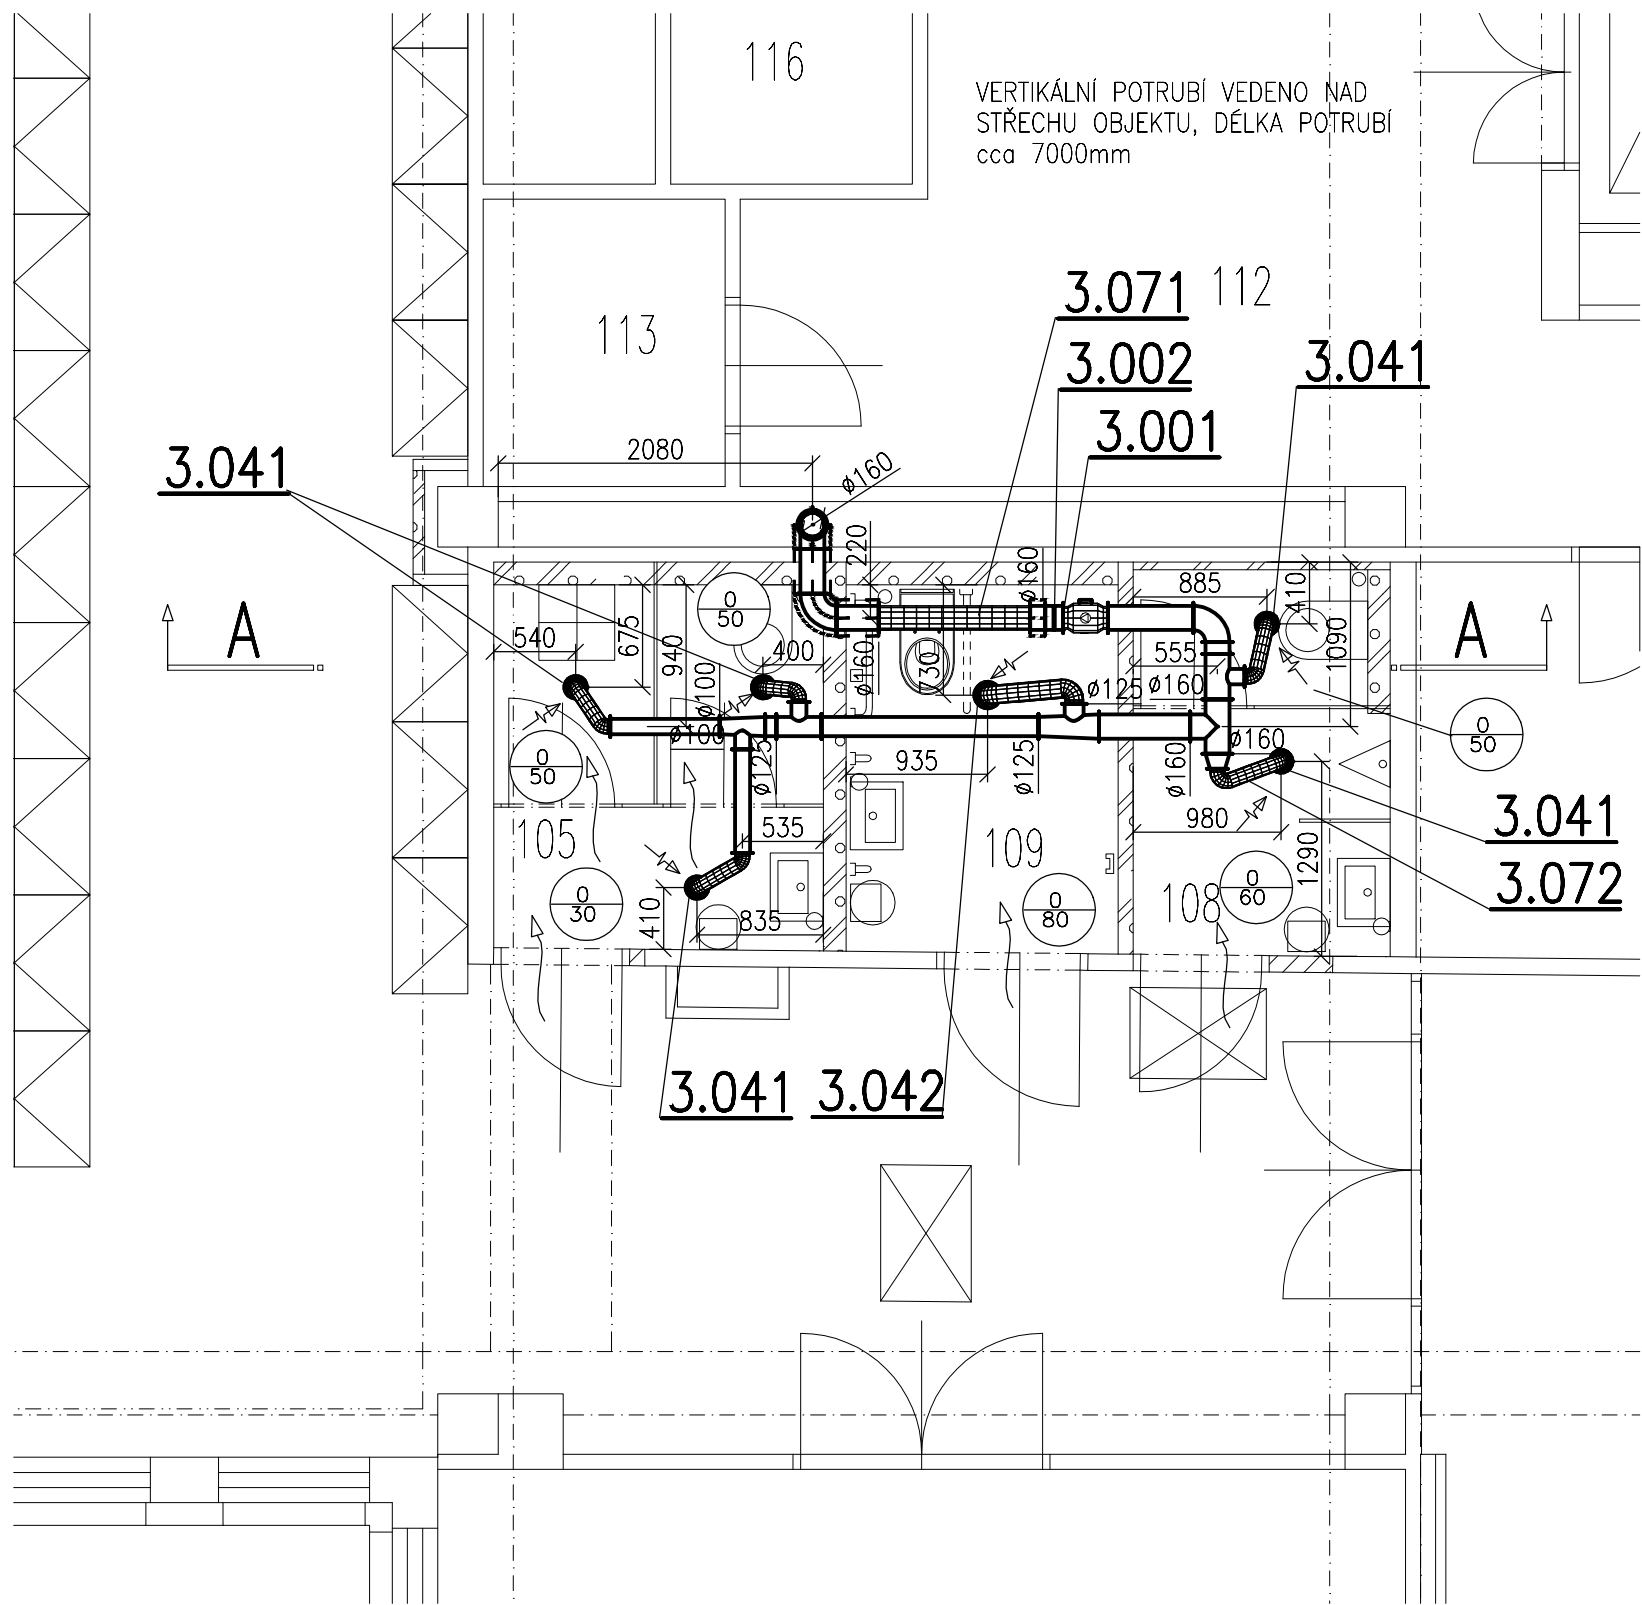 116
VERTIKÁLNÍ POTRUBÍ VEDENO NAD
STŘECHU OBJEKTU, DÉLKA POTRUBÍ
cca 7000mm
3.071
112
113
3.002
3.041
3.001
2080
3.041
ø160
220
ø160
885
410
0
50
A
540
675
940
400
730
555
1090
A
ø100
ø160
ø125
ø160
0
50
ø100
ø125
935
ø125
ø160
ø160
0
50
105
535
109
980
3.041
1290
3.072
0
30
410
835
0
80
108
0
60
3.041
3.042